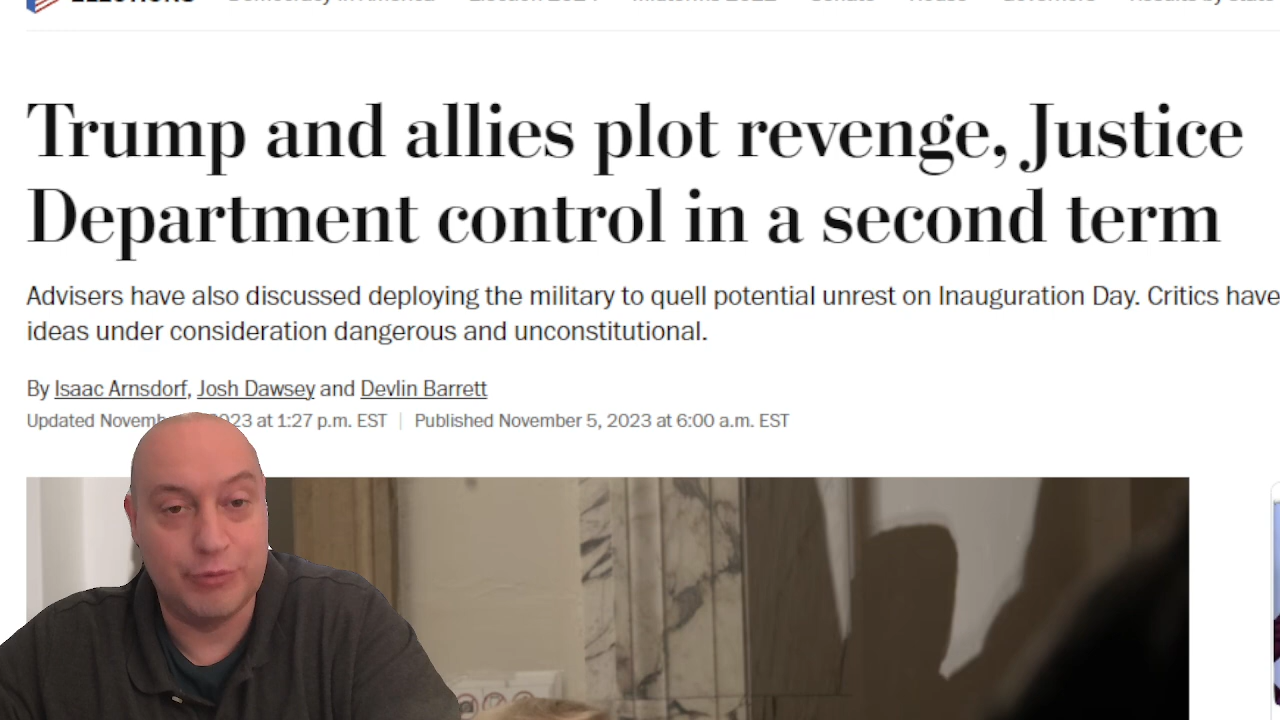 Trump and allies plot revenge, Justice
Department control in a second term
Advisers have also discussed deploying the military to quell potential unrest on Inauguration Day. Critics have
ideas under consideration dangerous and unconstitutional.
By Isaac Arnsdorf, Josh Dawsey and Devlin Barrett
Updated 2023 at 1:27 p.m. EST | Published November 5, 2023 at 6:00 a.m. EST